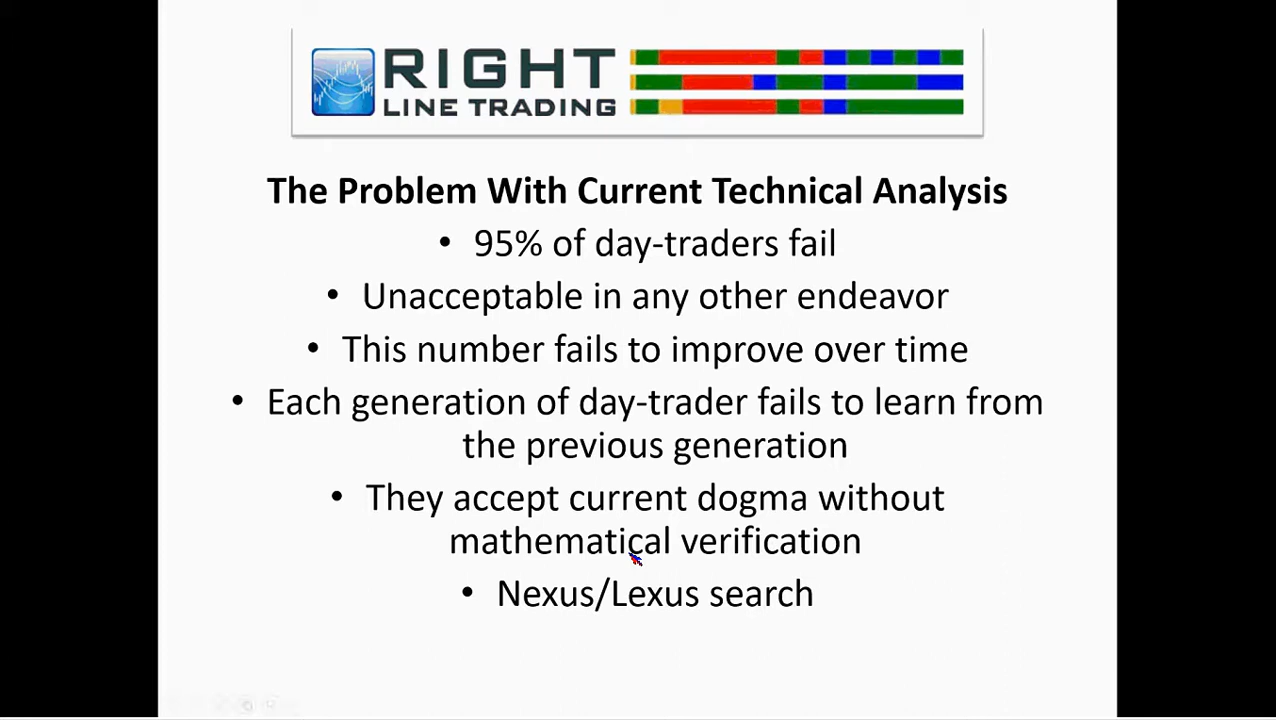 RIGHT
LINE TRADING
The Problem With Current Technical Analysis
• 95% of day-traders fail
• Unacceptable in any other endeavor
• This number fails to improve over time
• Each generation of day-trader fails to learn from
the previous generation
• They accept current dogma without
mathematical verification
• Nexus/Lexus search